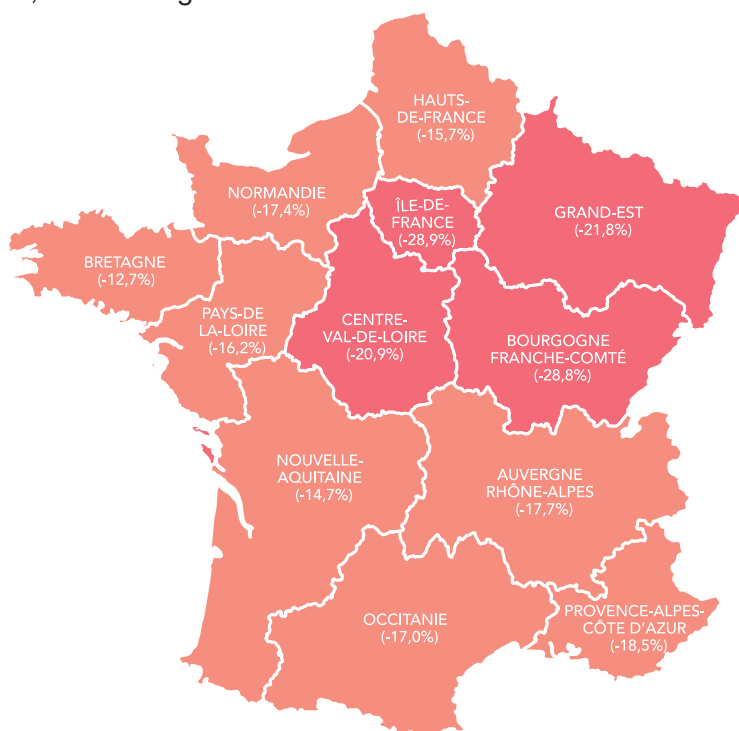 HAUTS-
DE-FRANCE
(-15,7%)
NORMANDIE
(-17,4%)
ÎLE-DE-
FRANCE
(-28,9%)
GRAND-EST
(-21,8%)
BRETAGNE
(-12,7%)
PAYS-DE
LA-LOIRE
(-16,2%)
CENTRE-
VAL-DE-LOIRE
(-20,9%)
BOURGOGNE
FRANCHE-COMTÉ
(-28,8%)
NOUVELLE-
AQUITAINE
(-14,7%)
AUVERGNE
RHÔNE-ALPES
(-17,7%)
OCCITANIE
(-17,0%)
PROVENCE-ALPES-
CÔTE D'AZUR
(-18,5%)